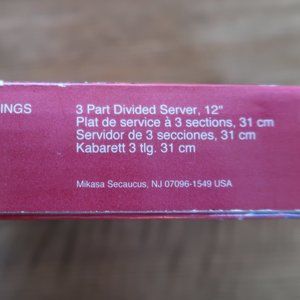 INGS
3 Part Divided Server, 12"
Plat de service à 3 sections, 31 cm
Servidor de 3 secciones, 31 cm
Kabarett 3 tlg. 31 cm
Mikasa Secaucus, NJ 07096-1549 USA